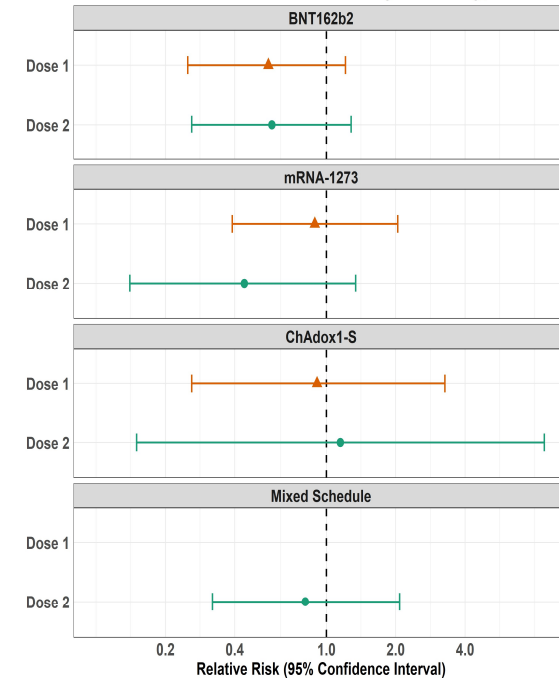 BNT162b2
Dose 1
Dose 2
mRNA-1273
Dose 1
Dose 2
ChAdox1-S
Dose 1
Dose 2
Mixed Schedule
Dose 1
Dose 2
0.2 0.4 1.0 2.0 4.0
Relative Risk (95% Confidence Interval)